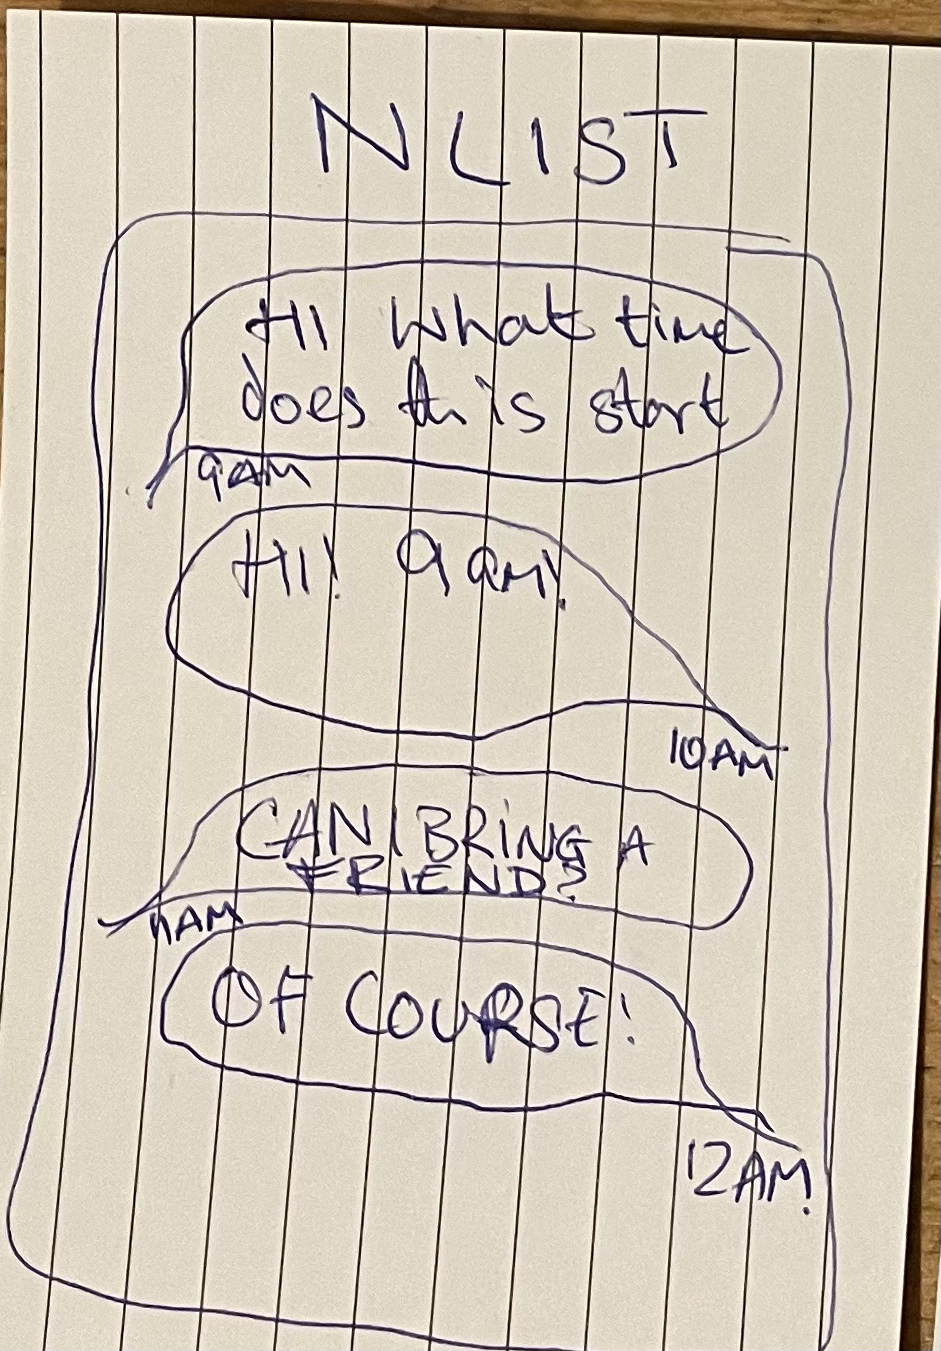 NLIST
HI what time
does this start
9AM
HI! 9am!
10AM
CAN I BRING A
FRIEND?
11AM
OF COURSE!
12AM!